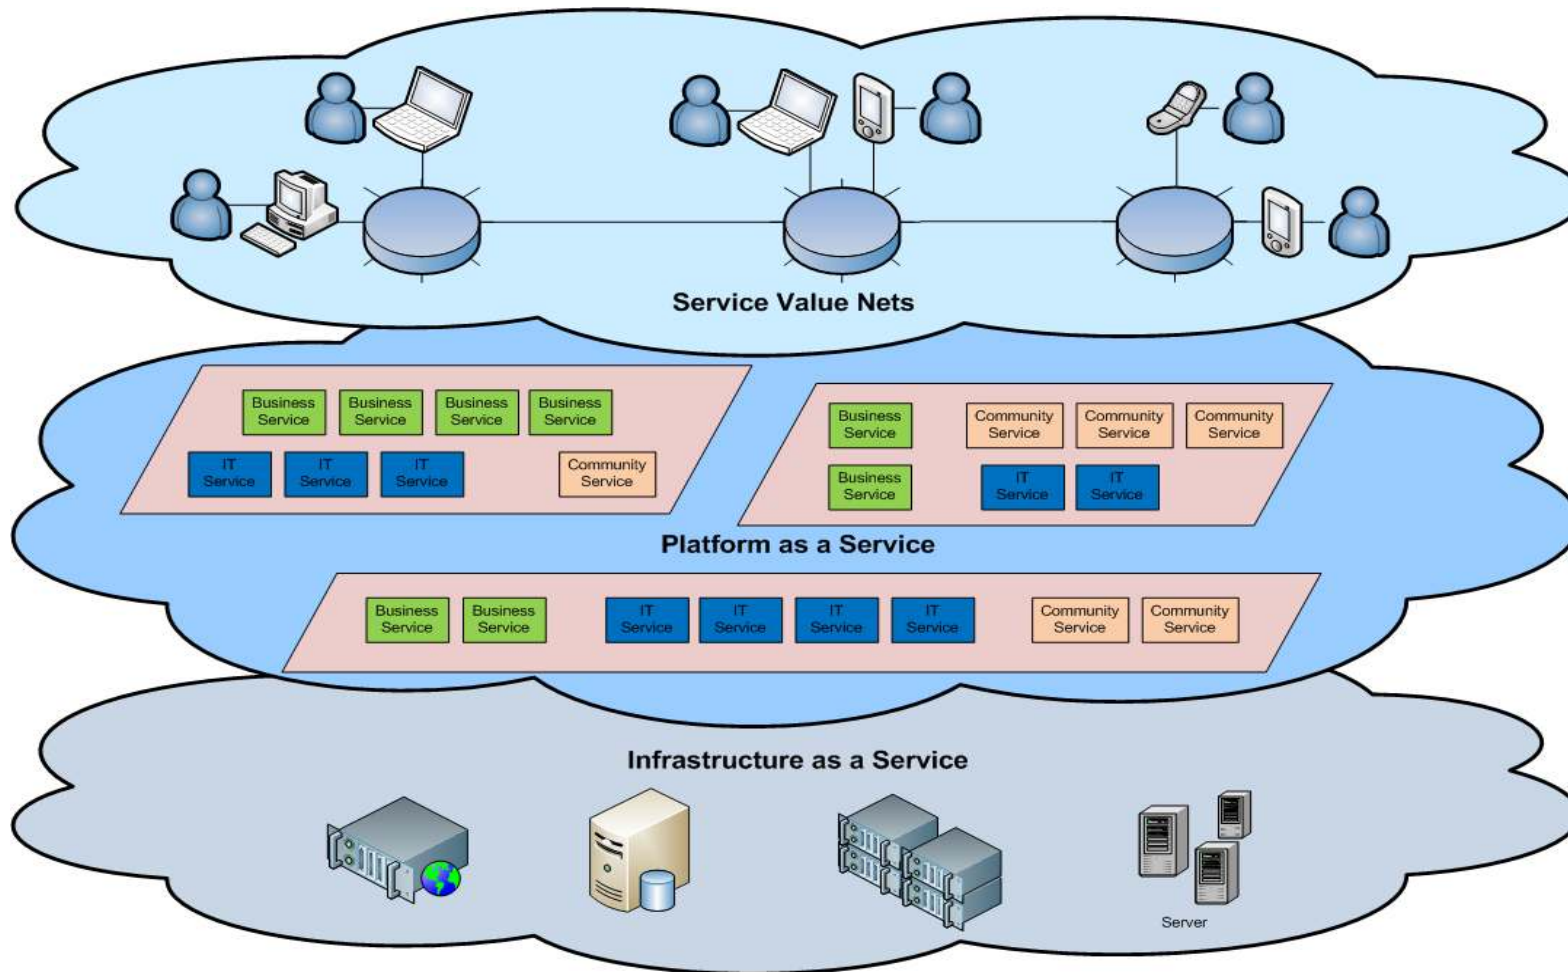 Service Value Nets
Business
Service
Business
Service
Business
Service
Business
Service
IT
Service
IT
Service
IT
Service
Community
Service
Business
Service
Community
Service
Community
Service
Community
Service
Business
Service
IT
Service
IT
Service
Platform as a Service
Business
Service
Business
Service
IT
Service
IT
Service
IT
Service
IT
Service
Community
Service
Community
Service
Infrastructure as a Service
Server